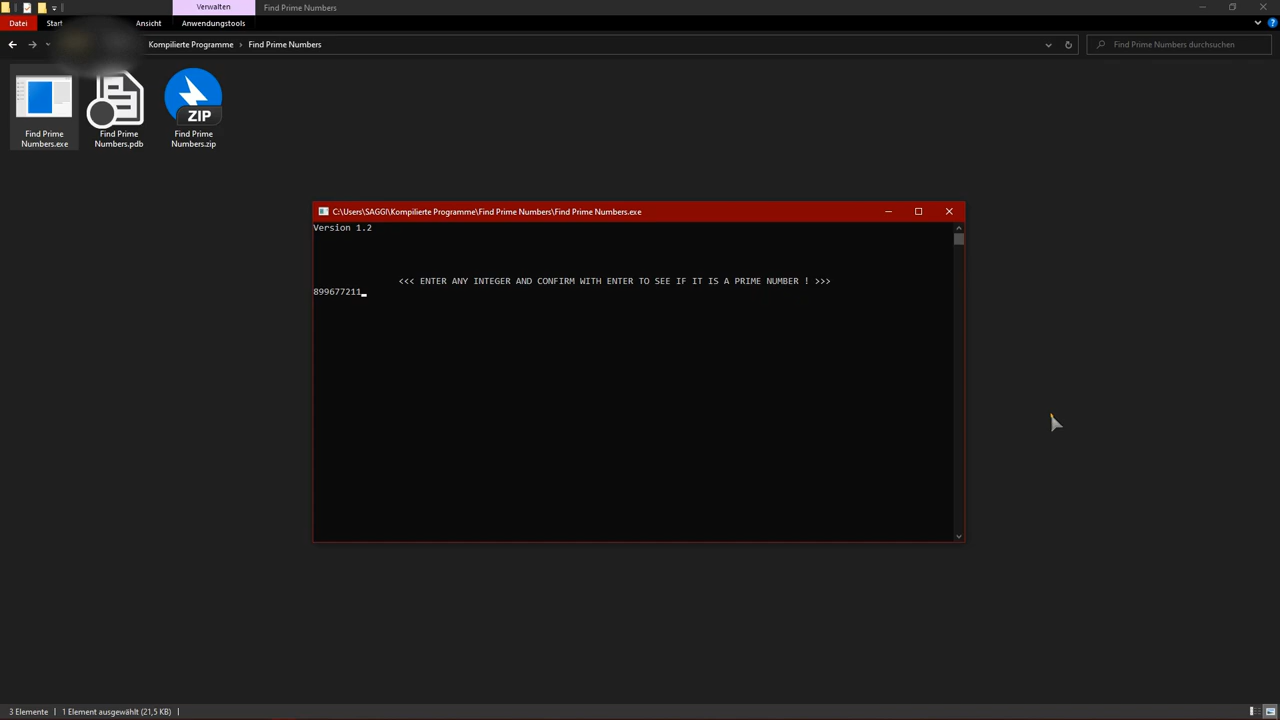 Verwalten
Find Prime Numbers
Datei
Start
Ansicht
Anwendungstools
Kompilierte Programme › Find Prime Numbers
Find Prime Numbers durchsuchen
ZIP
Find Prime
Numbers.exe
Find Prime
Numbers.pdb
Find Prime
Numbers.zip
C:\Users\SAGGI\Kompilierte Programme\Find Prime Numbers\Find Prime Numbers.exe
Version 1.2
<<< ENTER ANY INTEGER AND CONFIRM WITH ENTER TO SEE IF IT IS A PRIME NUMBER ! >>>
899677211
3 Elemente
1 Element ausgewählt (21,5 KB)